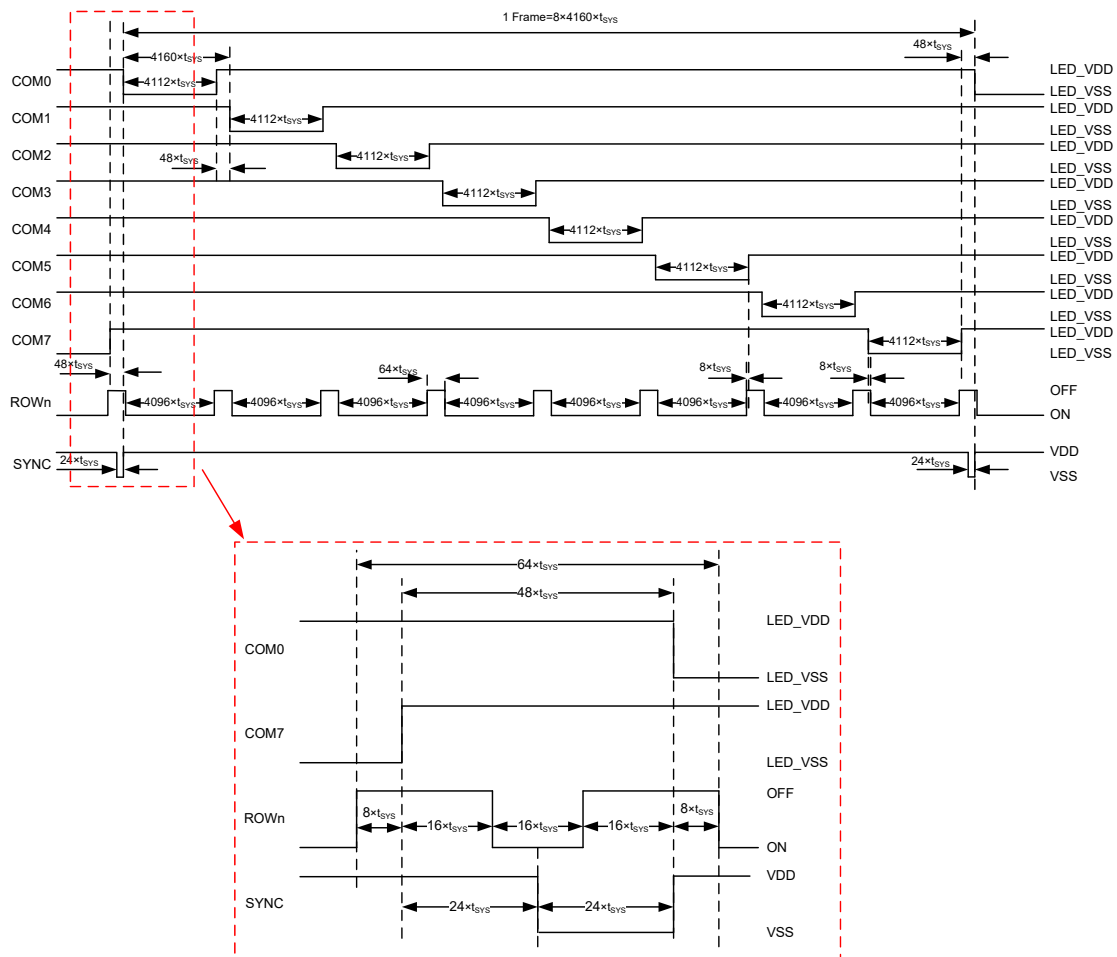 1 Frame=8×4160×tSYS
4160×tSYS
48×tSYS
COM0
4112×tSYS
LED_VDD
LED_VSS
COM1
4112×tSYS
LED_VDD
LED_VSS
COM2
48×tSYS
4112×tSYS
LED_VDD
LED_VSS
COM3
4112×tSYS
LED_VDD
LED_VSS
COM4
4112×tSYS
LED_VDD
LED_VSS
COM5
4112×tSYS
LED_VDD
LED_VSS
COM6
4112×tSYS
LED_VDD
LED_VSS
COM7
4112×tSYS
LED_VDD
LED_VSS
48×tSYS
64×tSYS
8×tSYS
8×tSYS
ROWn
4096×tSYS
4096×tSYS
4096×tSYS
4096×tSYS
4096×tSYS
4096×tSYS
4096×tSYS
4096×tSYS
OFF
ON
SYNC
24×tSYS
24×tSYS
VDD
VSS
64×tSYS
48×tSYS
COM0
LED_VDD
LED_VSS
COM7
LED_VDD
LED_VSS
ROWn
8×tSYS
16×tSYS
16×tSYS
16×tSYS
8×tSYS
OFF
ON
SYNC
24×tSYS
24×tSYS
VDD
VSS